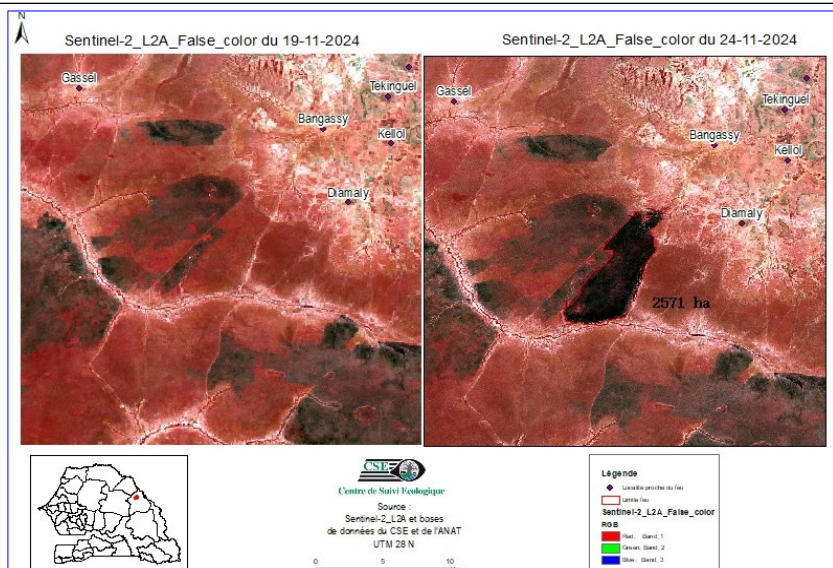 N
Sentinel-2_L2A_False_color du 19-11-2024
Sentinel-2_L2A_False_color du 24-11-2024
Gassel
Tekinguel
Bangassy
Kellol
Diamaly
Gassel
Tekinguel
Bangassy
Kellol
Diamaly
2571 ha
CSE
Centre de Suivi Ecologique
Source :
Sentinel-2_L2A et bases
de données du CSE et de l'ANAT
UTM 28 N
0 5 10
Légende
Localité proche du feu
Limite feu
Sentinel-2_L2A_False_color
RGB
Red: Band_1
Green: Band_2
Blue: Band_3